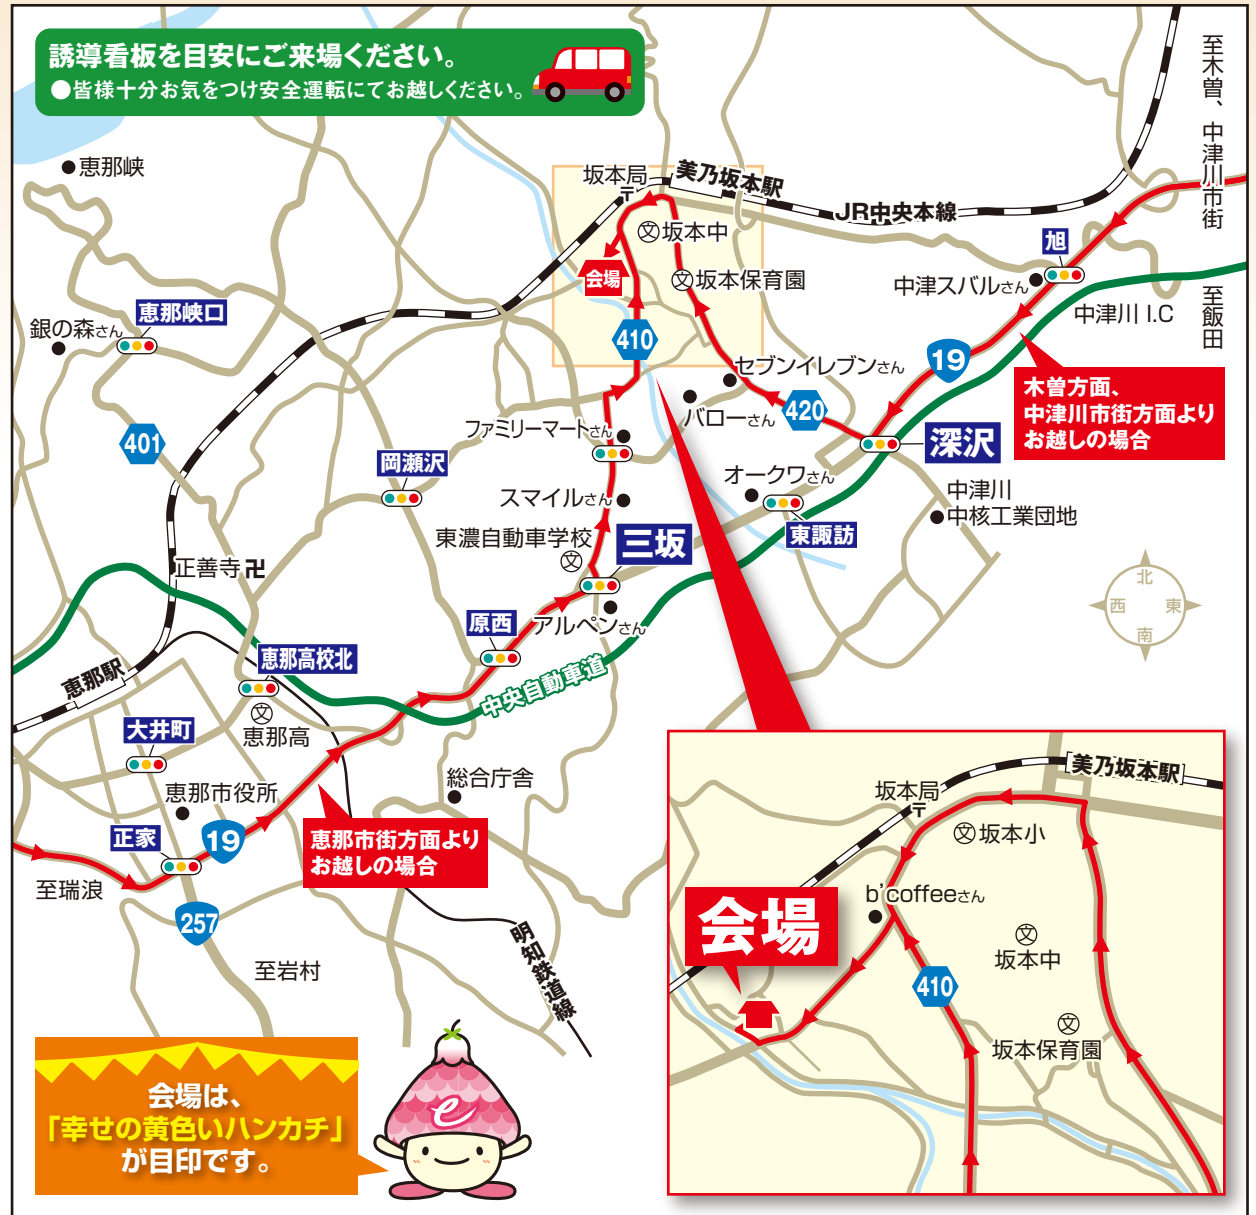 誘導看板を目安にご来場ください。
●皆様十分お気をつけ安全運転にてお越しください。
至木曽、中津川市街
恵那峡
坂本局
〒
美乃坂本駅
JR中央本線
文坂本中
旭
会場
文坂本保育園
中津スバルさん
至飯田
中津川 I.C
恵那峡口
銀の森さん
410
19
セブンイレブンさん
木曽方面、
中津川市街方面より
お越しの場合
バローさん
420
401
ファミリーマートさん
深沢
岡瀬沢
オークワさん
スマイルさん
中津川
中核工業団地
東諏訪
東濃自動車学校
文
三坂
正善寺卍
北
西
東
南
アルペンさん
原西
恵那高校北
恵那駅
中央自動車道
文
恵那高
大井町
総合庁舎
恵那市役所
正家
19
恵那市街方面より
お越しの場合
至瑞浪
257
至岩村
明知鉄道線
美乃坂本駅
坂本局
〒
文坂本小
b'coffeeさん
会場
文
坂本中
410
文
坂本保育園
会場は、
「幸せの黄色いハンカチ」
が目印です。
e